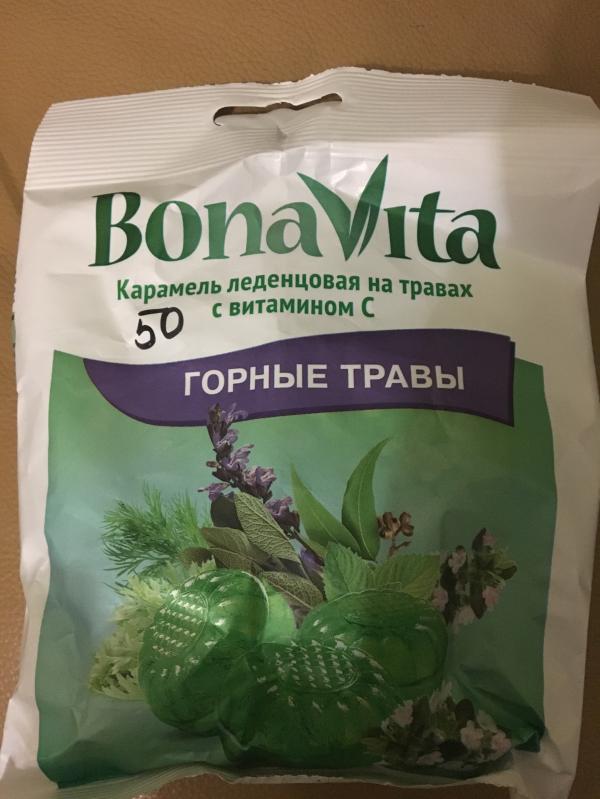 BonaVita
Карамель леденцовая на травах
с витамином С
50
ГОРНЫЕ ТРАВЫ